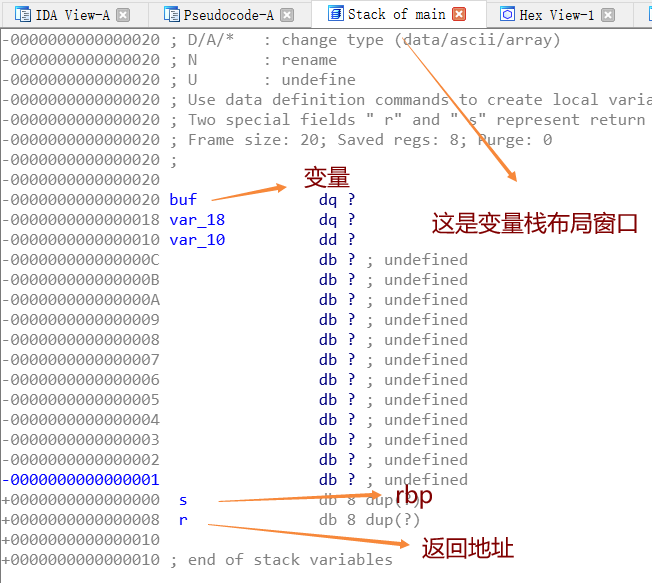 IDA View-A Pseudocode-A Stack of main Hex View-1
-0000000000000020 ; D/A/* : change type (data/ascii/array)
-0000000000000020 ; N : rename
-0000000000000020 ; U : undefine
-0000000000000020 ; Use data definition commands to create local varia
-0000000000000020 ; Two special fields " r" and " s" represent return
-0000000000000020 ; Frame size: 20; Saved regs: 8; Purge: 0
-0000000000000020 ;
-0000000000000020
变量
-0000000000000020 buf dq ?
-0000000000000018 var_18 dq ?
这是变量栈布局窗口
-0000000000000010 var_10 dd ?
-000000000000000C db ? ; undefined
-000000000000000B db ? ; undefined
-000000000000000A db ? ; undefined
-0000000000000009 db ? ; undefined
-0000000000000008 db ? ; undefined
-0000000000000007 db ? ; undefined
-0000000000000006 db ? ; undefined
-0000000000000005 db ? ; undefined
-0000000000000004 db ? ; undefined
-0000000000000003 db ? ; undefined
-0000000000000002 db ? ; undefined
-0000000000000001 db ? ; undefined
+0000000000000000 s db 8 dup(?)
rbp
+0000000000000008 r db 8 dup(?)
+0000000000000010
返回地址
+0000000000000010 ; end of stack variables